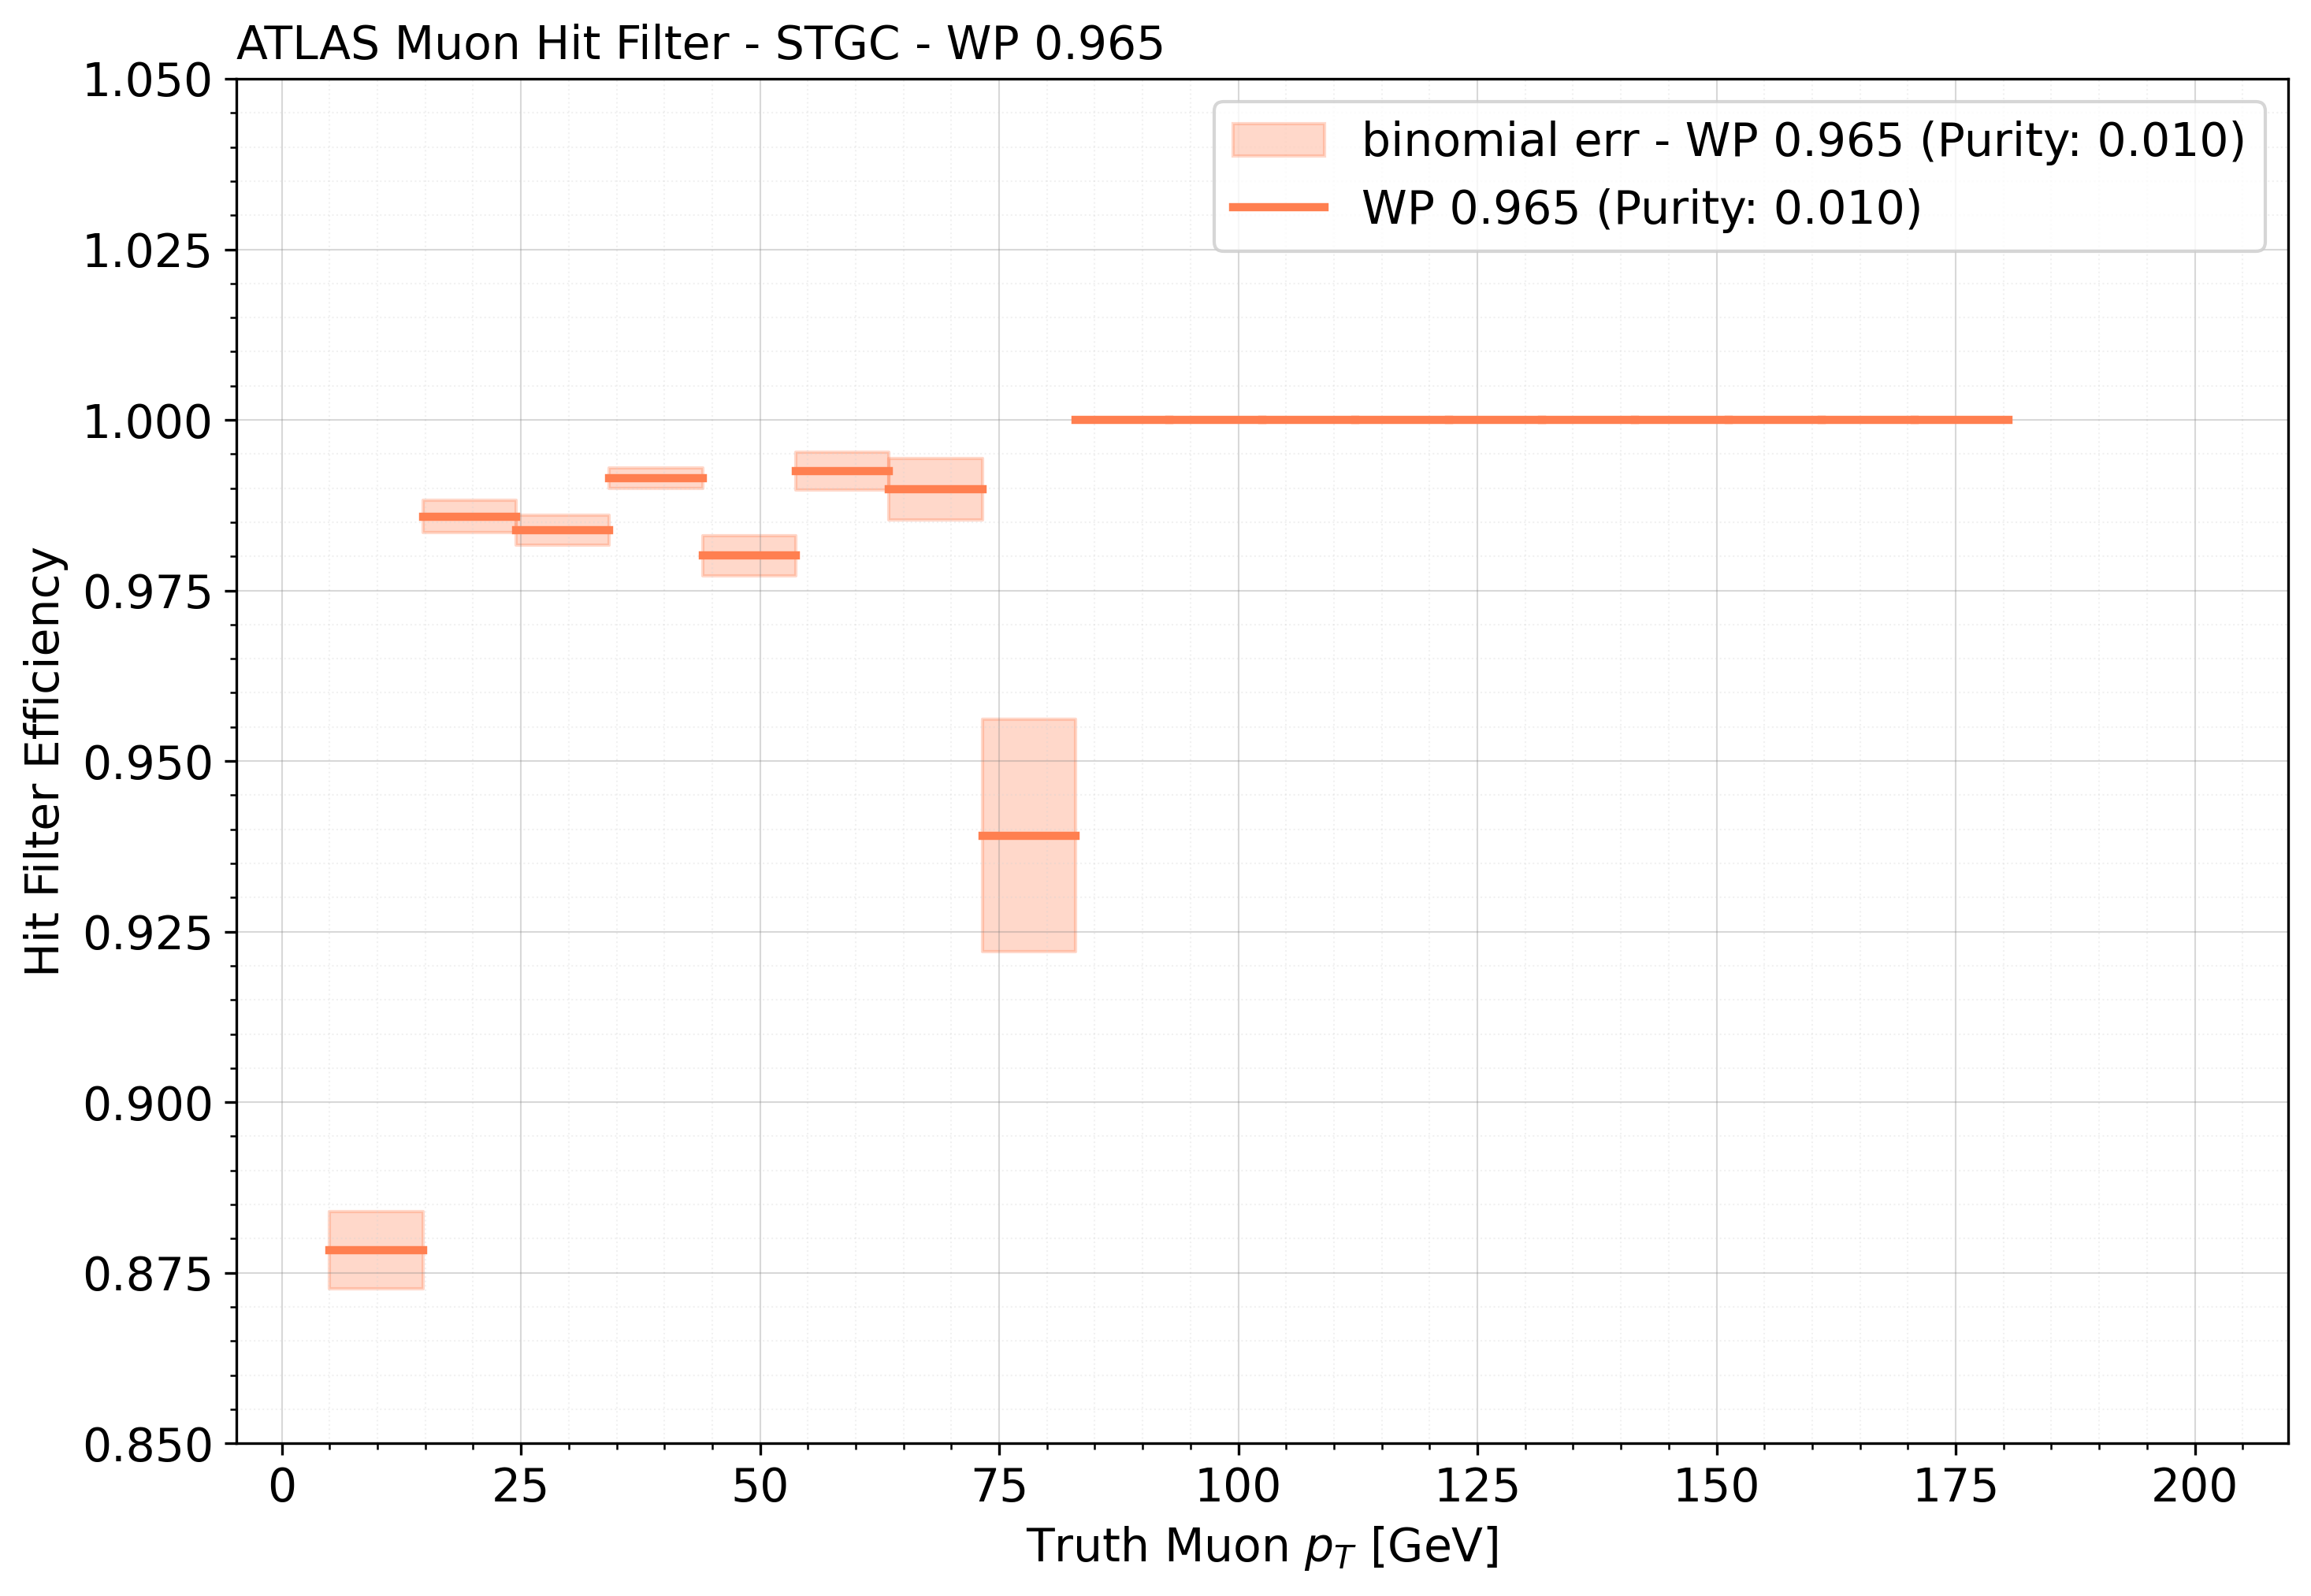 ATLAS Muon Hit Filter - STGC - WP 0.965
binomial err - WP 0.965 (Purity: 0.010)
WP 0.965 (Purity: 0.010)
Hit Filter Efficiency
1.050
1.025
1.000
0.975
0.950
0.925
0.900
0.875
0.850
0 25 50 75 100 125 150 175 200
Truth Muon p_T [GeV]